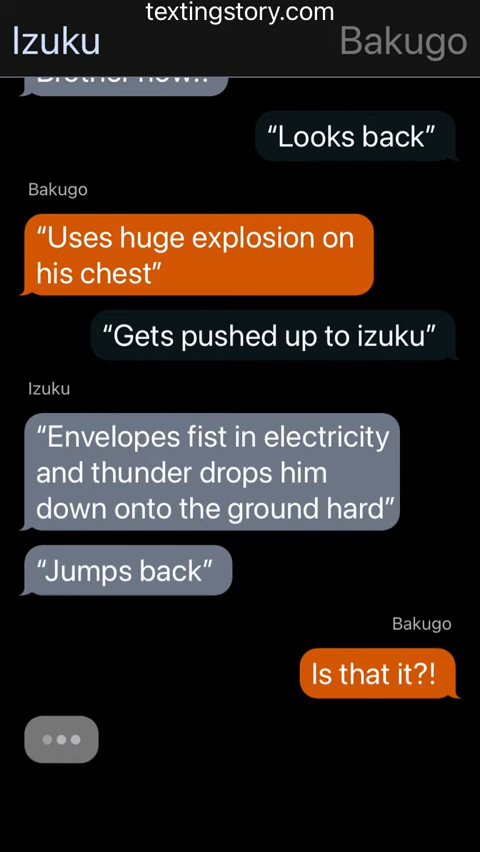 textingstory.com
Izuku
Bakugo
Brother now..
“Looks back”
Bakugo
“Uses huge explosion on
his chest”
“Gets pushed up to izuku”
Izuku
“Envelopes fist in electricity
and thunder drops him
down onto the ground hard”
“Jumps back”
Bakugo
Is that it?!